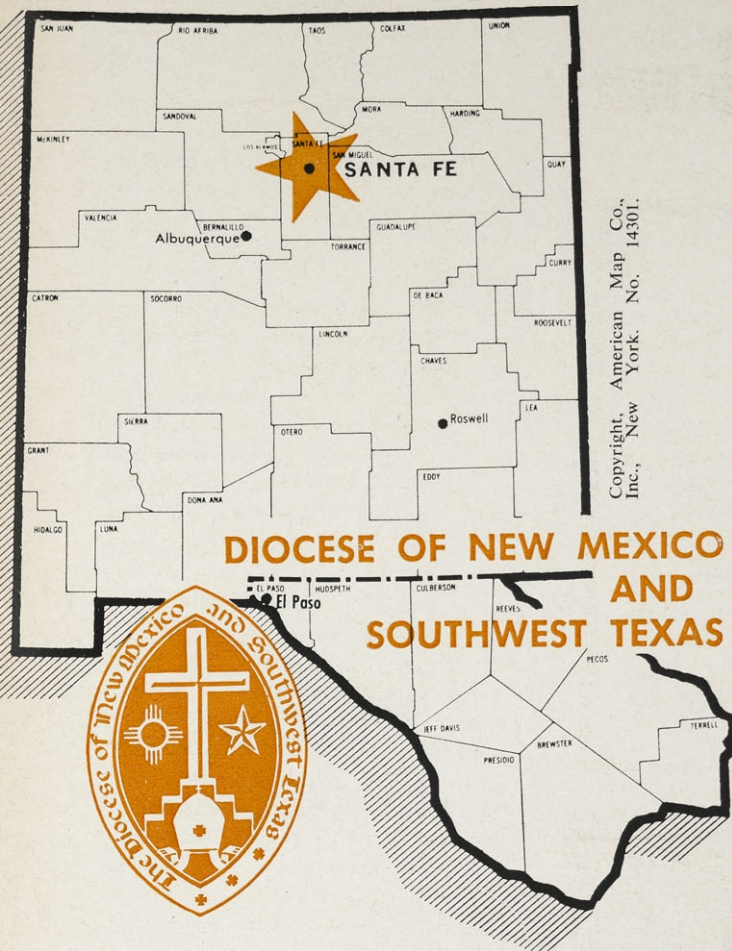 SAN JUAN
RIO ARRIBA
TAOS
COLFAX
UNION
SANDOVAL
MORA
HARDING
McKINLEY
LOS ALAMOS
SANTA FE
SAN MIGUEL
SANTA FE
QUAY
VALENCIA
BERNALILLO
GUADALUPE
Albuquerque
TORRANCE
CURRY
CATRON
SOCORRO
DE BACA
ROOSEVELT
LINCOLN
CHAVES
LEA
SIERRA
Roswell
OTERO
GRANT
EDDY
DONA ANA
HIDALGO
LUNA
Copyright, American Map Co.,
Inc., New York. No. 14301.
DIOCESE OF NEW MEXICO
AND
SOUTHWEST TEXAS
EL PASO
HUDSPETH
CULBERSON
El Paso
REEVES
PECOS
JEFF DAVIS
BREWSTER
TERRELL
PRESIDIO
The Diocese of New Mexico and Southwest Texas